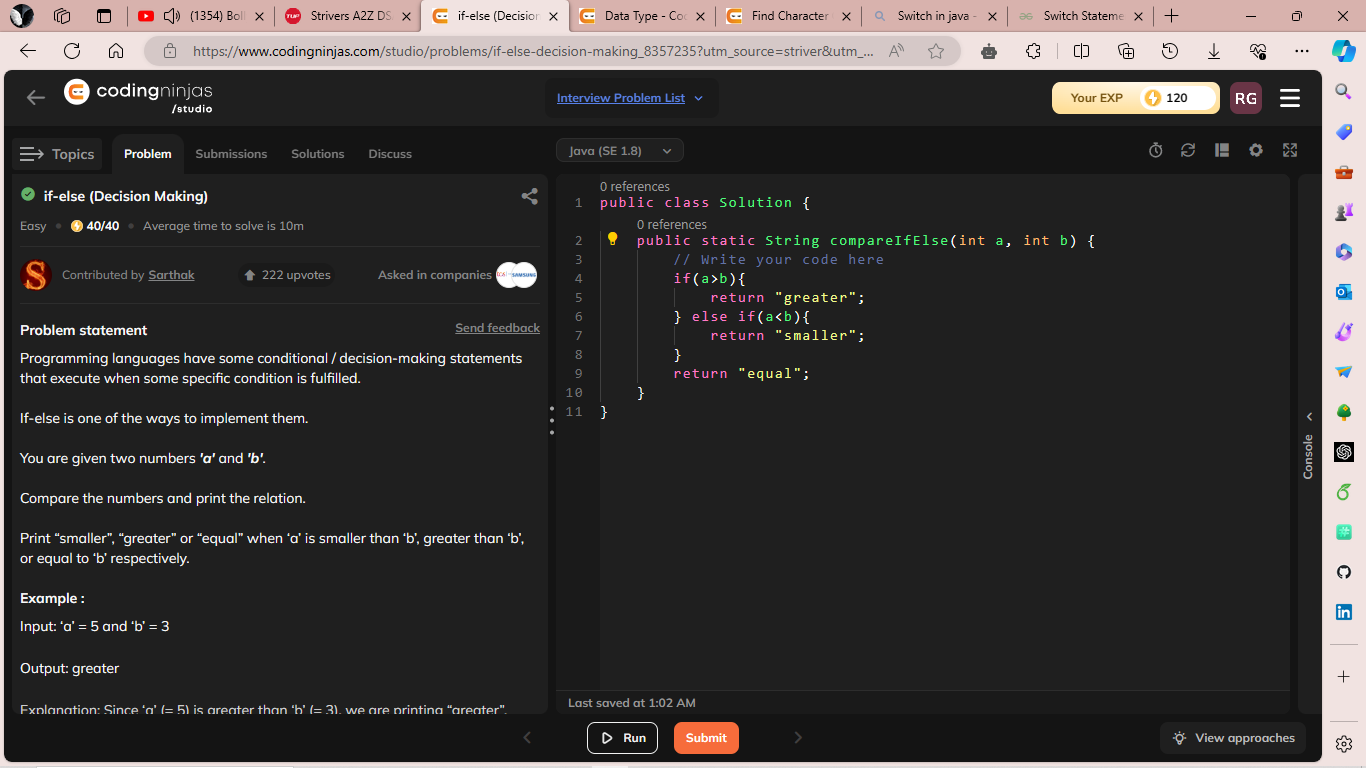 (1354) Boll
Strivers A2Z DS
if-else (Decision
Data Type - Co
Find Character
Switch in java -
Switch Stateme
https://www.codingninjas.com/studio/problems/if-else-decision-making_8357235?utm_source=striver&utm_...
codingninjas
/studio
Interview Problem List
Your EXP
120
RG
Topics
Problem
Submissions
Solutions
Discuss
Java (SE 1.8)
if-else (Decision Making)
Easy
40/40
Average time to solve is 10m
Contributed by Sarthak
222 upvotes
Asked in companies
SAMSUNG
Problem statement
Send feedback
Programming languages have some conditional / decision-making statements
that execute when some specific condition is fulfilled.
If-else is one of the ways to implement them.
You are given two numbers 'a' and 'b'.
Compare the numbers and print the relation.
Print “smaller”, “greater” or “equal” when ‘a’ is smaller than ‘b’, greater than ‘b’,
or equal to ‘b’ respectively.
Example :
Input: ‘a’ = 5 and ‘b’ = 3
Output: greater
Explanation: Since ‘a’ (= 5) is greater than ‘b’ (= 3), we are printing “greater”.
0 references
1 public class Solution {
0 references
2 public static String compareIfElse(int a, int b) {
3 // Write your code here
4 if(a>b){
5 return "greater";
6 } else if(a<b){
7 return "smaller";
8 }
9 return "equal";
10 }
11 }
Console
Last saved at 1:02 AM
Run
Submit
View approaches